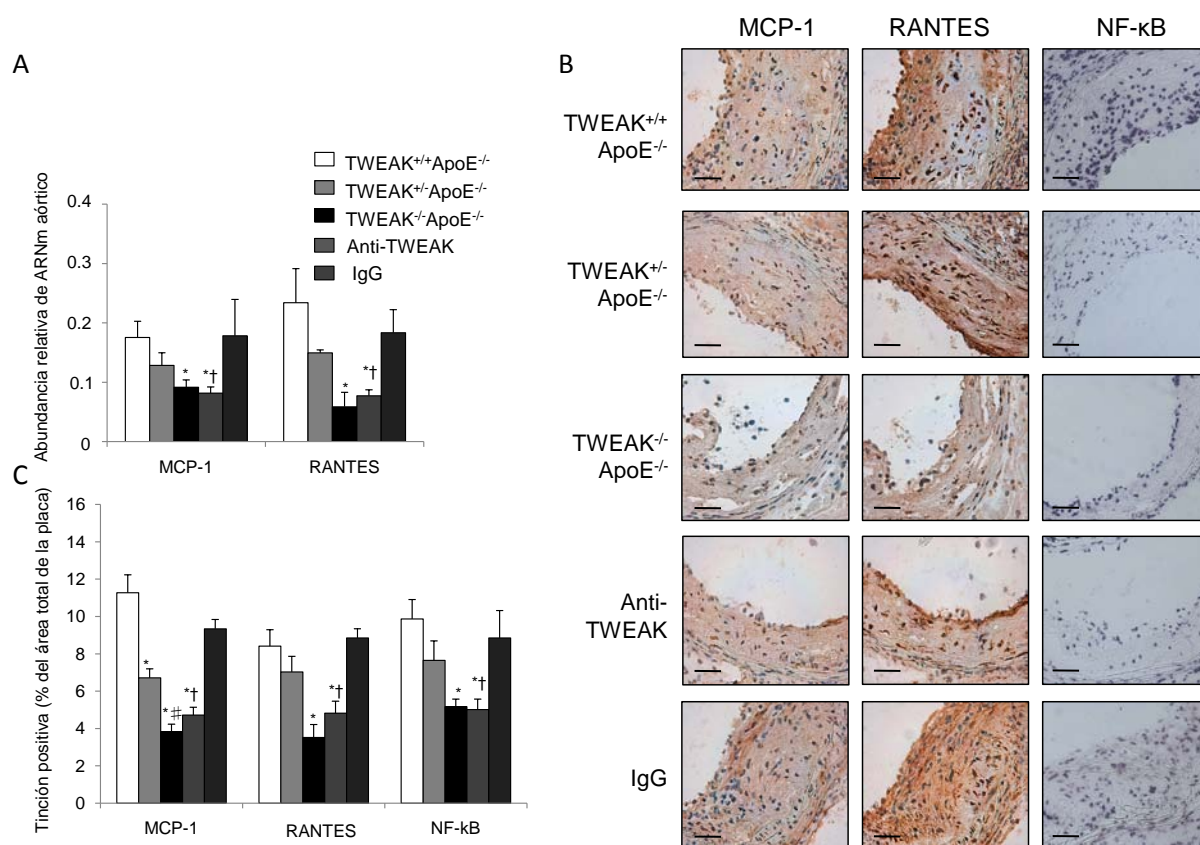 A
Abundancia relativa de ARNm aórtico
0.4
0.3
0.2
0.1
0
TWEAK+/+ApoE-/-
TWEAK+/-ApoE-/-
TWEAK-/-ApoE-/-
Anti-TWEAK
IgG
*
*†
*
*†
MCP-1
RANTES
C
Tinción positiva (% del área total de la placa)
16
14
12
10
8
6
4
2
0
*
*#
*†
*
*†
*
*†
MCP-1
RANTES
NF-kB
B
MCP-1
RANTES
NF-κB
TWEAK+/+
ApoE-/-
TWEAK+/-
ApoE-/-
TWEAK-/-
ApoE-/-
Anti-
TWEAK
IgG